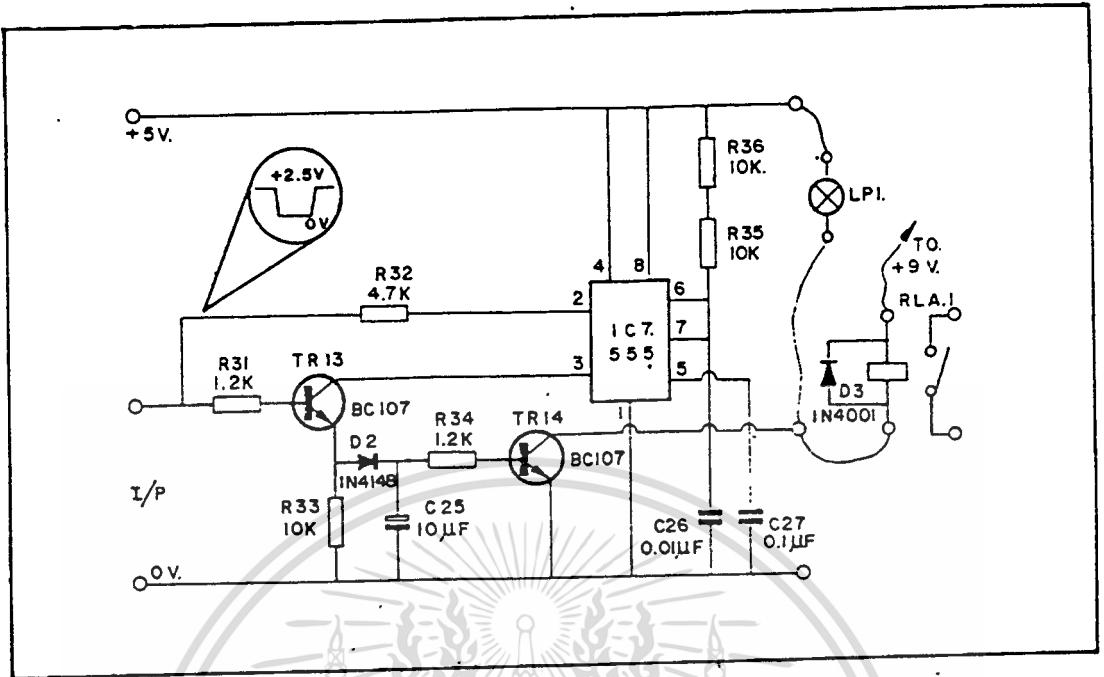 +5V.
+2.5V
0V
R36
10K.
LP1.
R35
10K
TO.
+9V.
R32
4.7K
4
8
2
6
RLA.1
IC7.
555.
7
R31
1.2K
TR13
3
5
D3
1N4001
BC107
R34
1.2K
TR14
1
D2
BC107
1N4148
I/P
R33
10K
C25
10µF
C26
0.01µF
C27
0.1µF
0V.